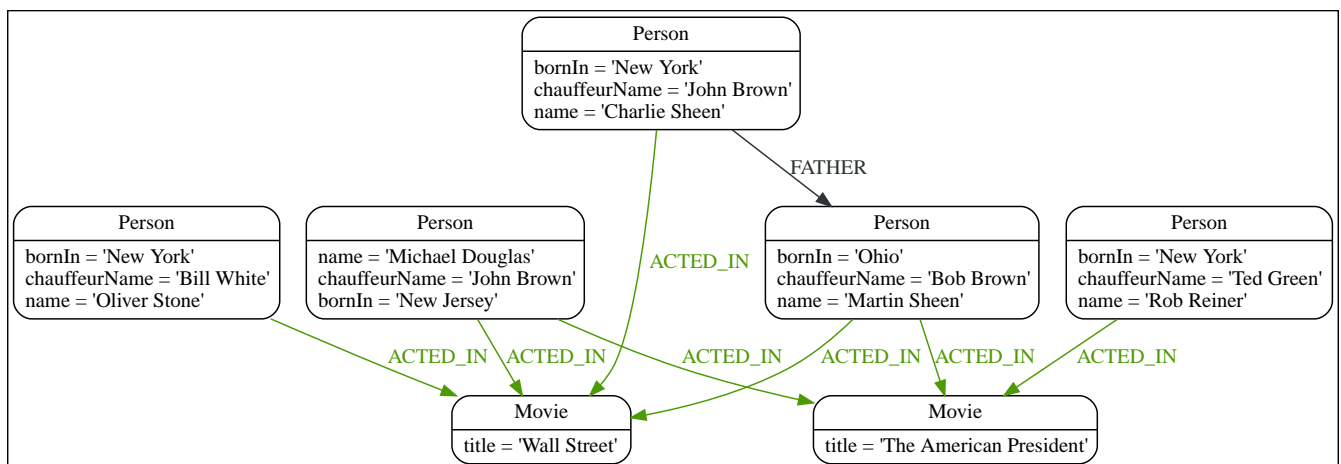 Person
bornIn = 'New York'
chauffeurName = 'John Brown'
name = 'Charlie Sheen'
FATHER
Person
bornIn = 'New York'
chauffeurName = 'Bill White'
name = 'Oliver Stone'
Person
name = 'Michael Douglas'
chauffeurName = 'John Brown'
bornIn = 'New Jersey'
ACTED_IN
Person
bornIn = 'Ohio'
chauffeurName = 'Bob Brown'
name = 'Martin Sheen'
Person
bornIn = 'New York'
chauffeurName = 'Ted Green'
name = 'Rob Reiner'
ACTED_IN
ACTED_IN
ACTED_IN
ACTED_IN
ACTED_IN
ACTED_IN
Movie
title = 'Wall Street'
Movie
title = 'The American President'